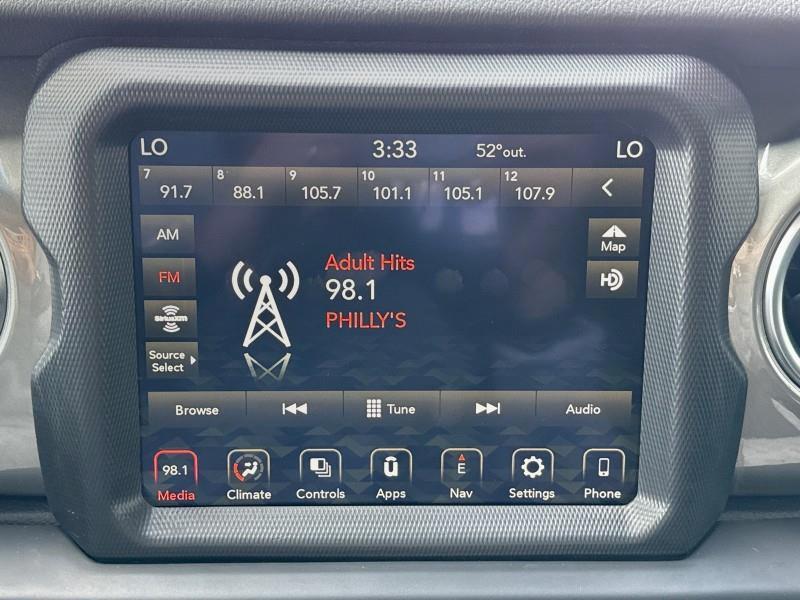 LO 3:33 52°out. LO
7 8 9 10 11 12
91.7 88.1 105.7 101.1 105.1 107.9
AM
Map
Adult Hits
FM
98.1
HD
SiriusXM
PHILLY'S
Source
Select
Browse Tune Audio
98.1 E
Media Climate Controls Apps Nav Settings Phone